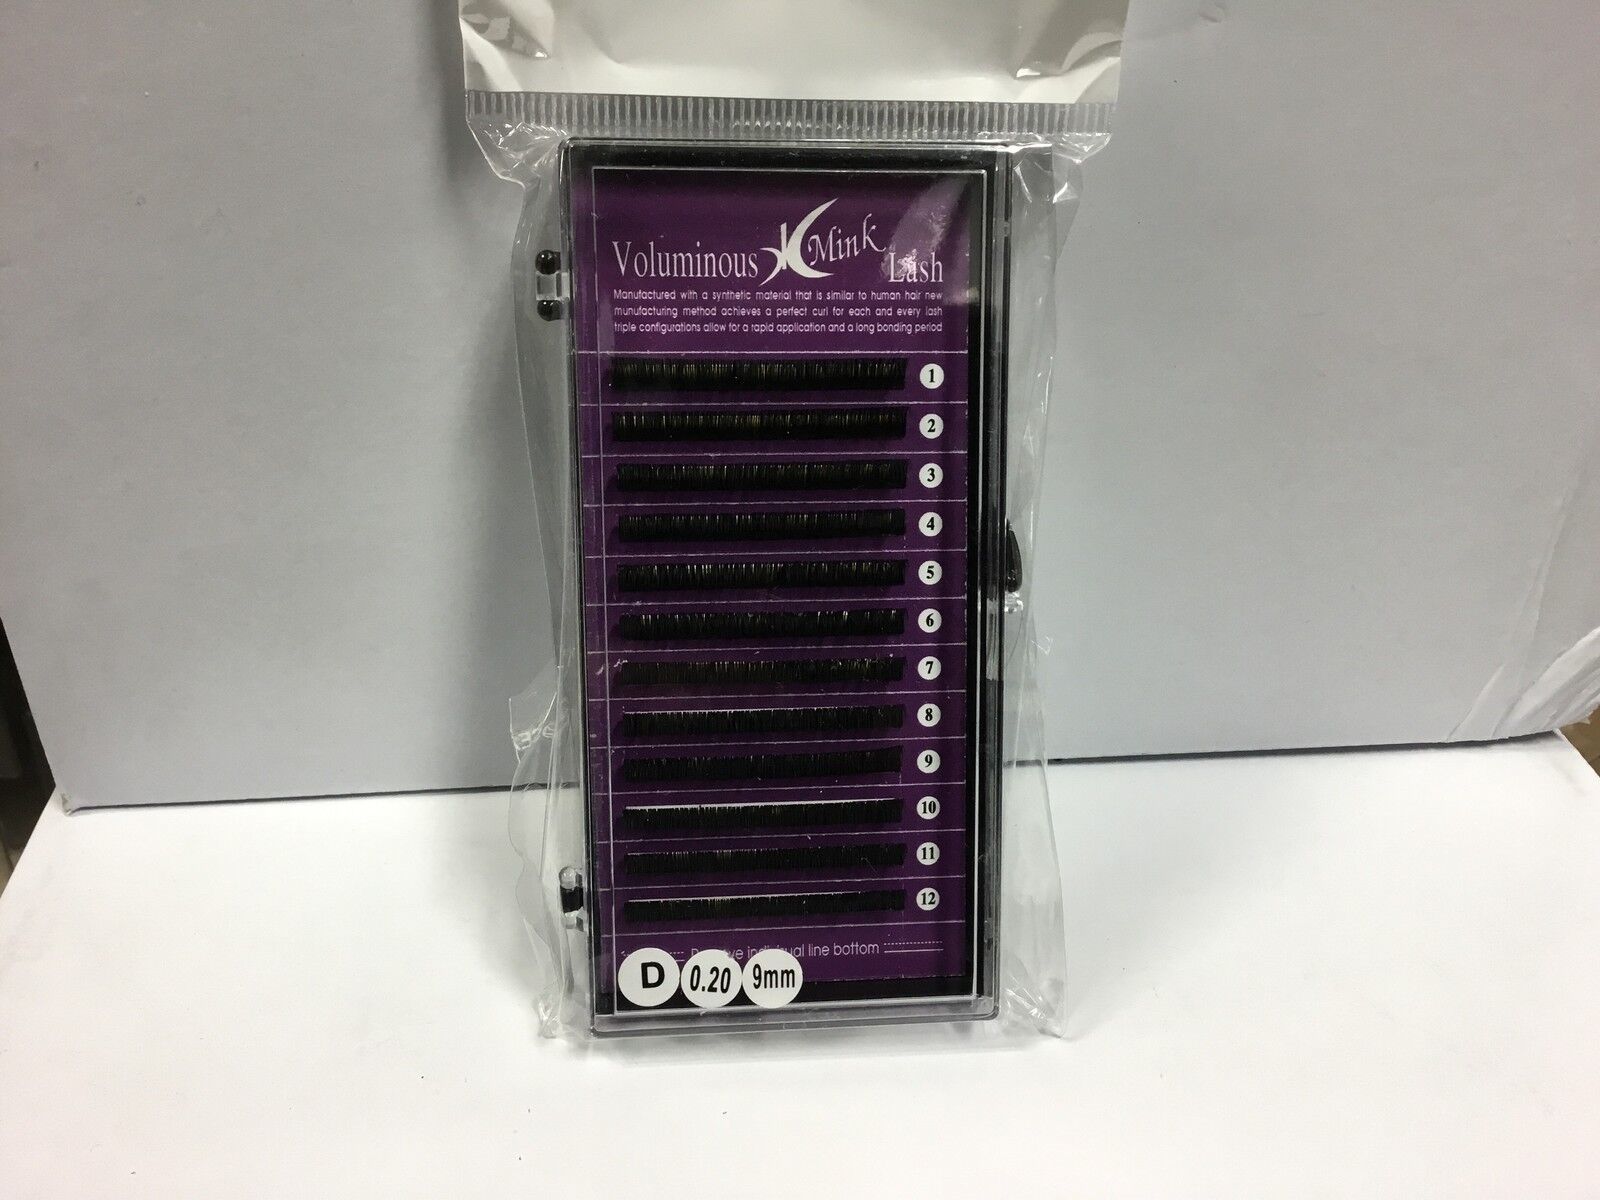 Voluminous Mink Lash
Manufactured with a synthetic material that is similar to human hair new
munufacturing method achieves a perfect curl for each and every lash
triple configurations allow for a rapid application and a long bonding period
1
2
3
4
5
6
7
8
9
10
11
12
line bottom
D 0.20 9mm